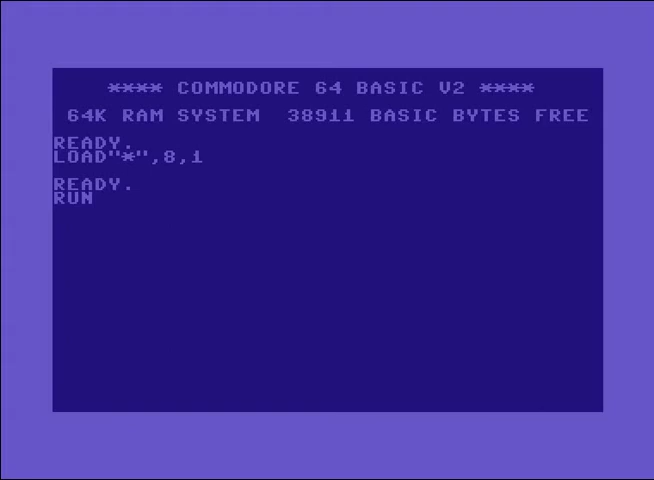 **** COMMODORE 64 BASIC V2 ****
64K RAM SYSTEM  38911 BASIC BYTES FREE
READY.
LOAD"*",8,1
READY.
RUN